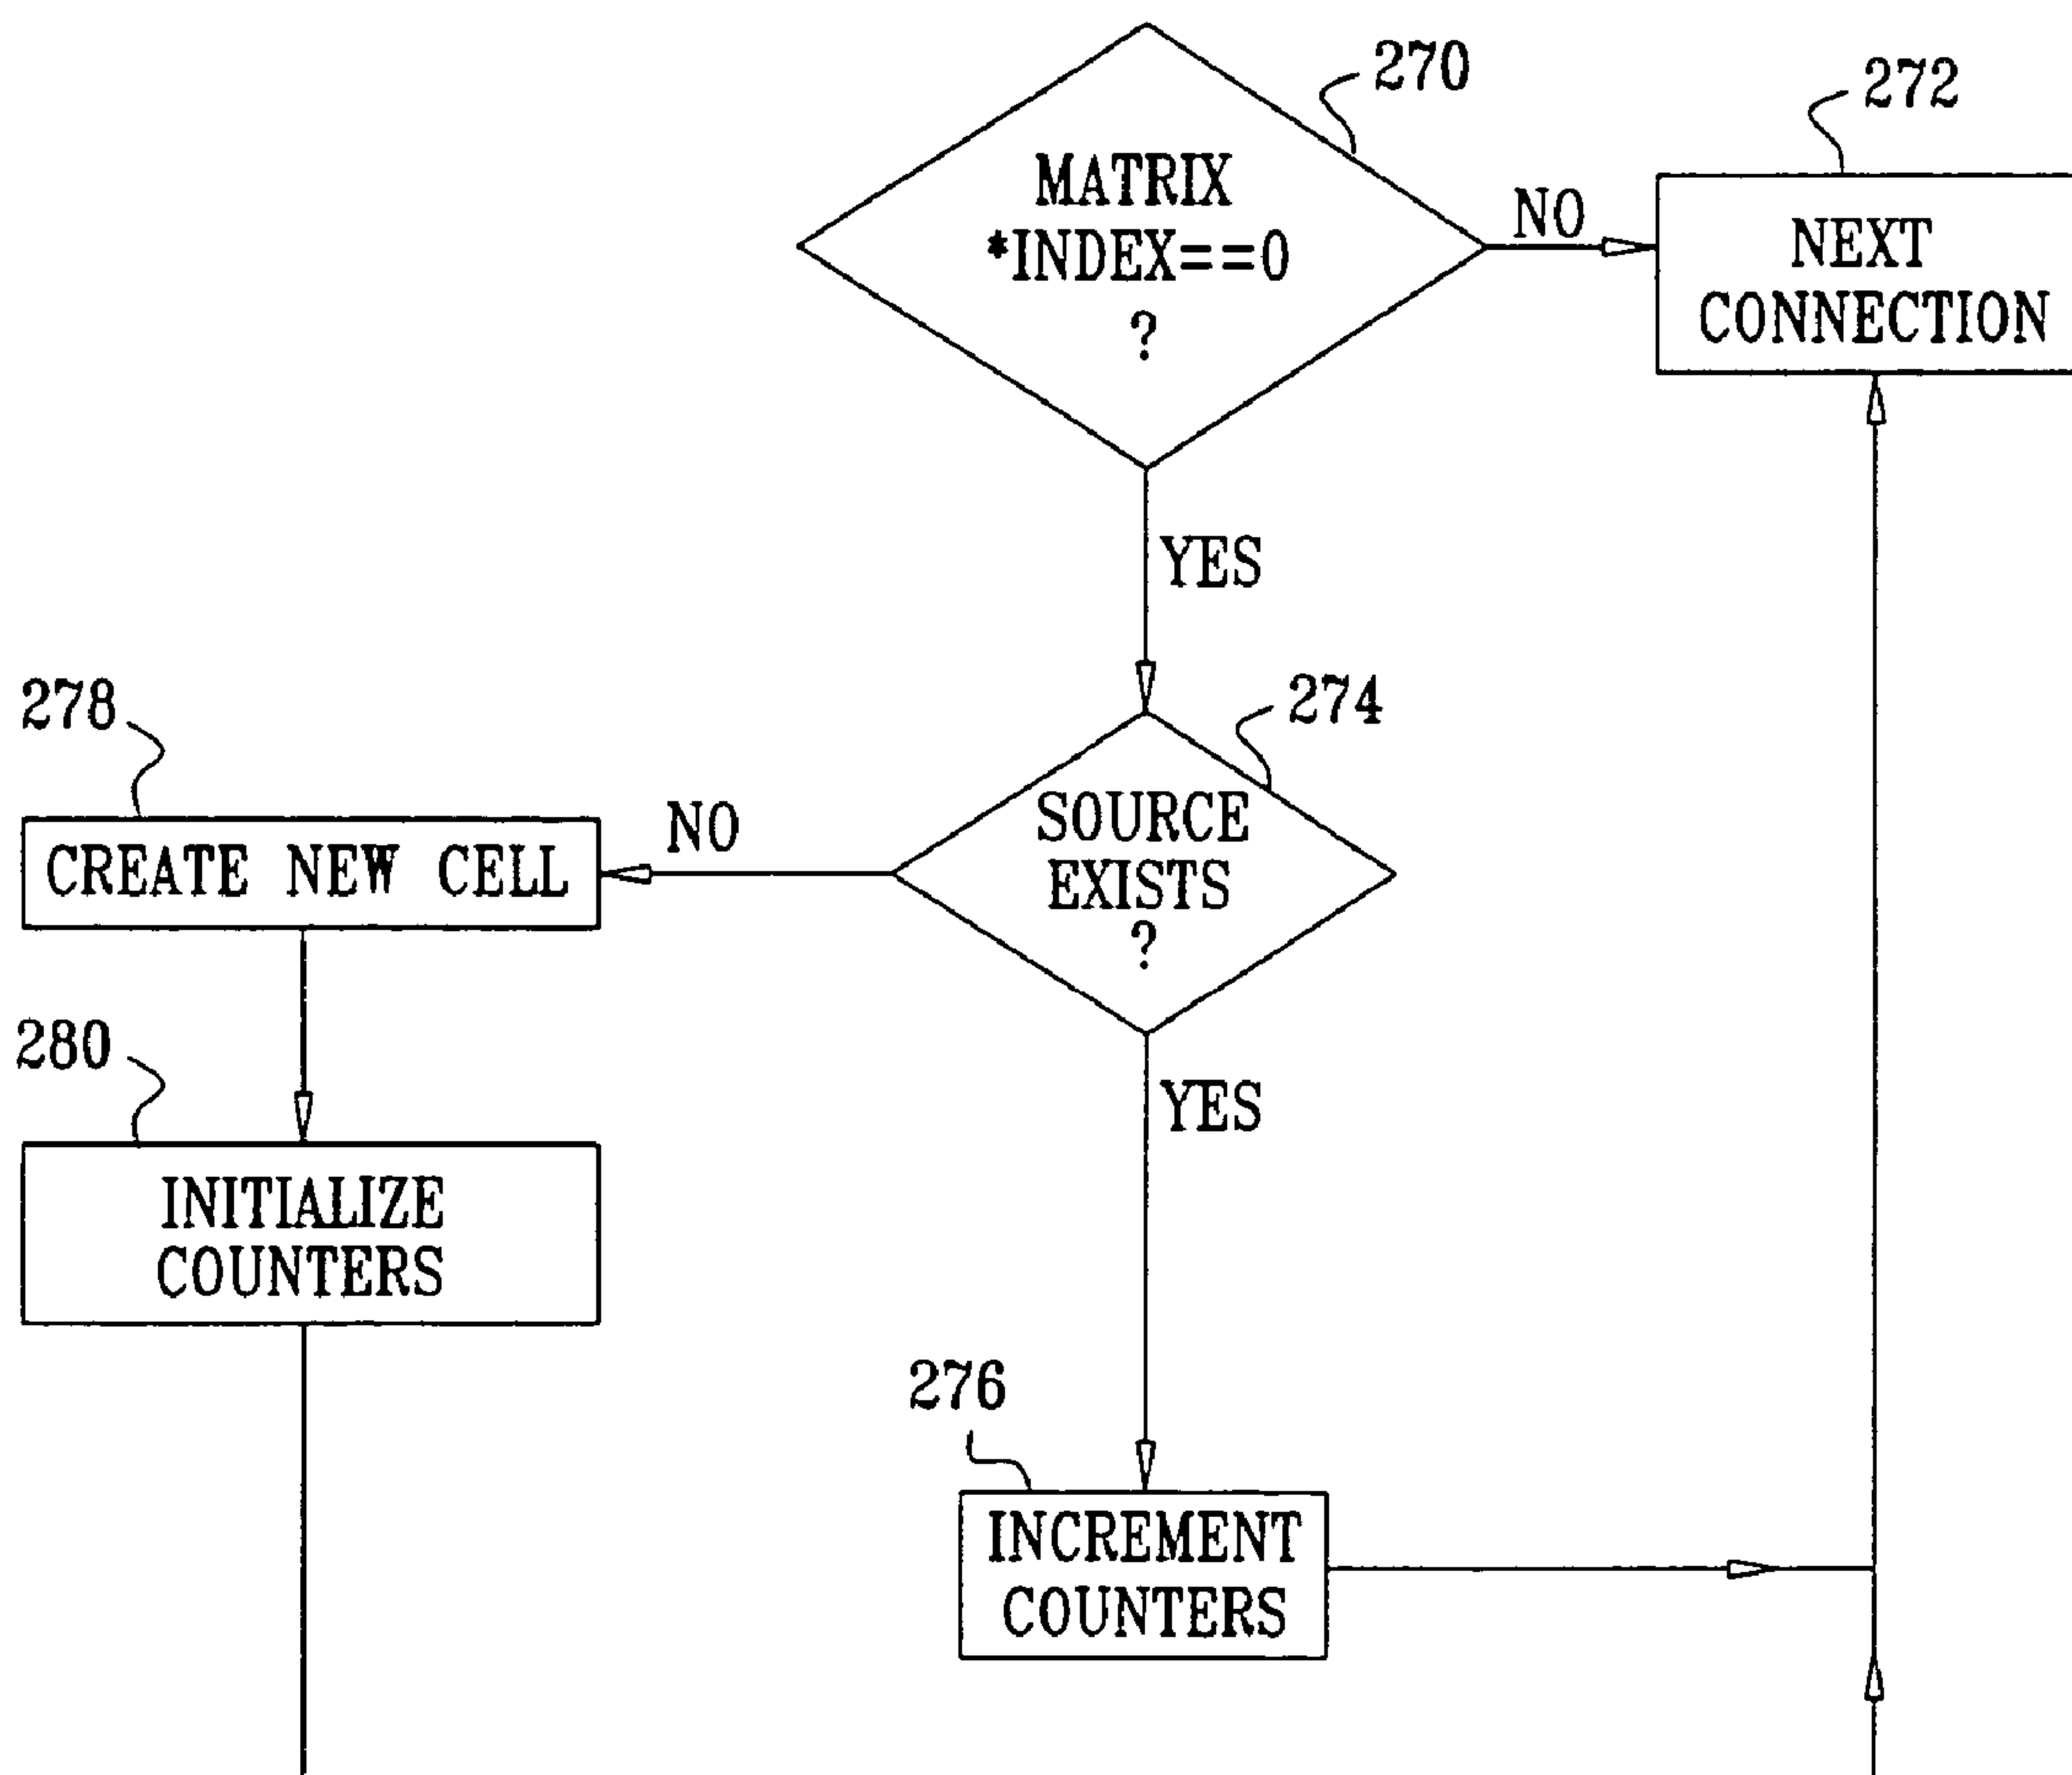 270
272
MATRIX
*INDEX==0
?
NO
NEXT
CONNECTION
YES
278
274
CREATE NEW CELL
NO
SOURCE
EXISTS
?
280
YES
INITIALIZE
COUNTERS
276
INCREMENT
COUNTERS